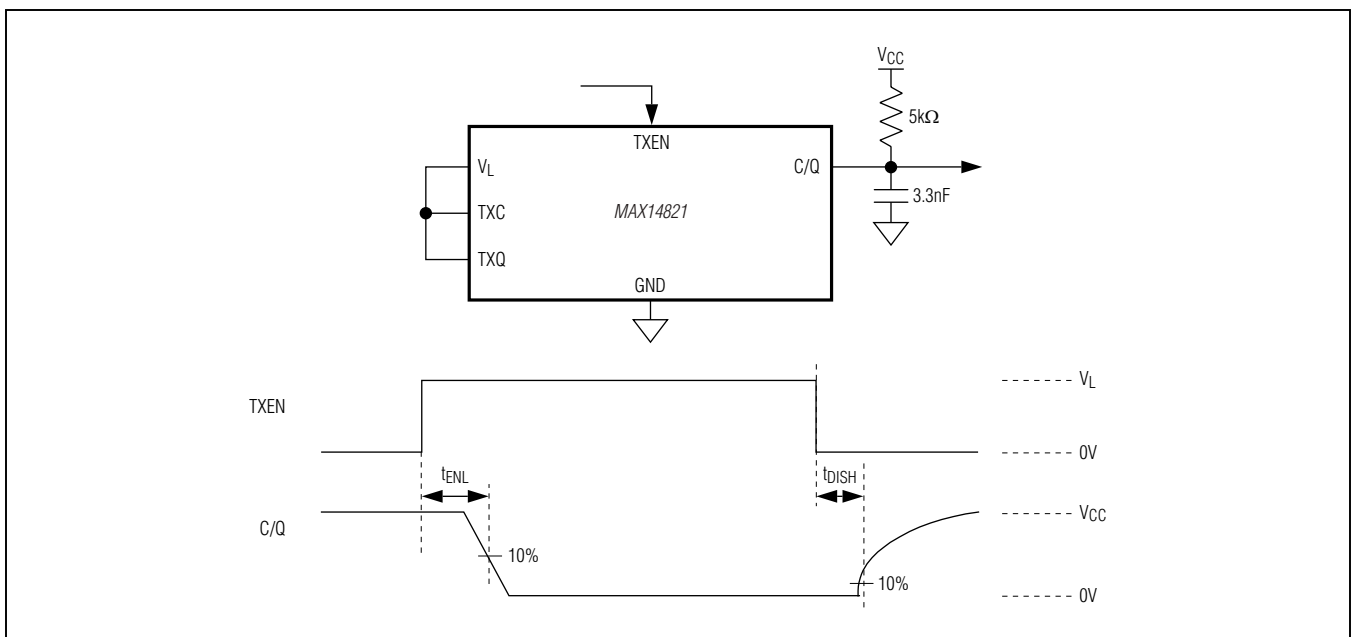 VCC
5kΩ
TXEN
VL
C/Q
3.3nF
TXC
MAX14821
TXQ
GND
VL
TXEN
0V
tENL
tDISH
VCC
C/Q
10%
10%
0V